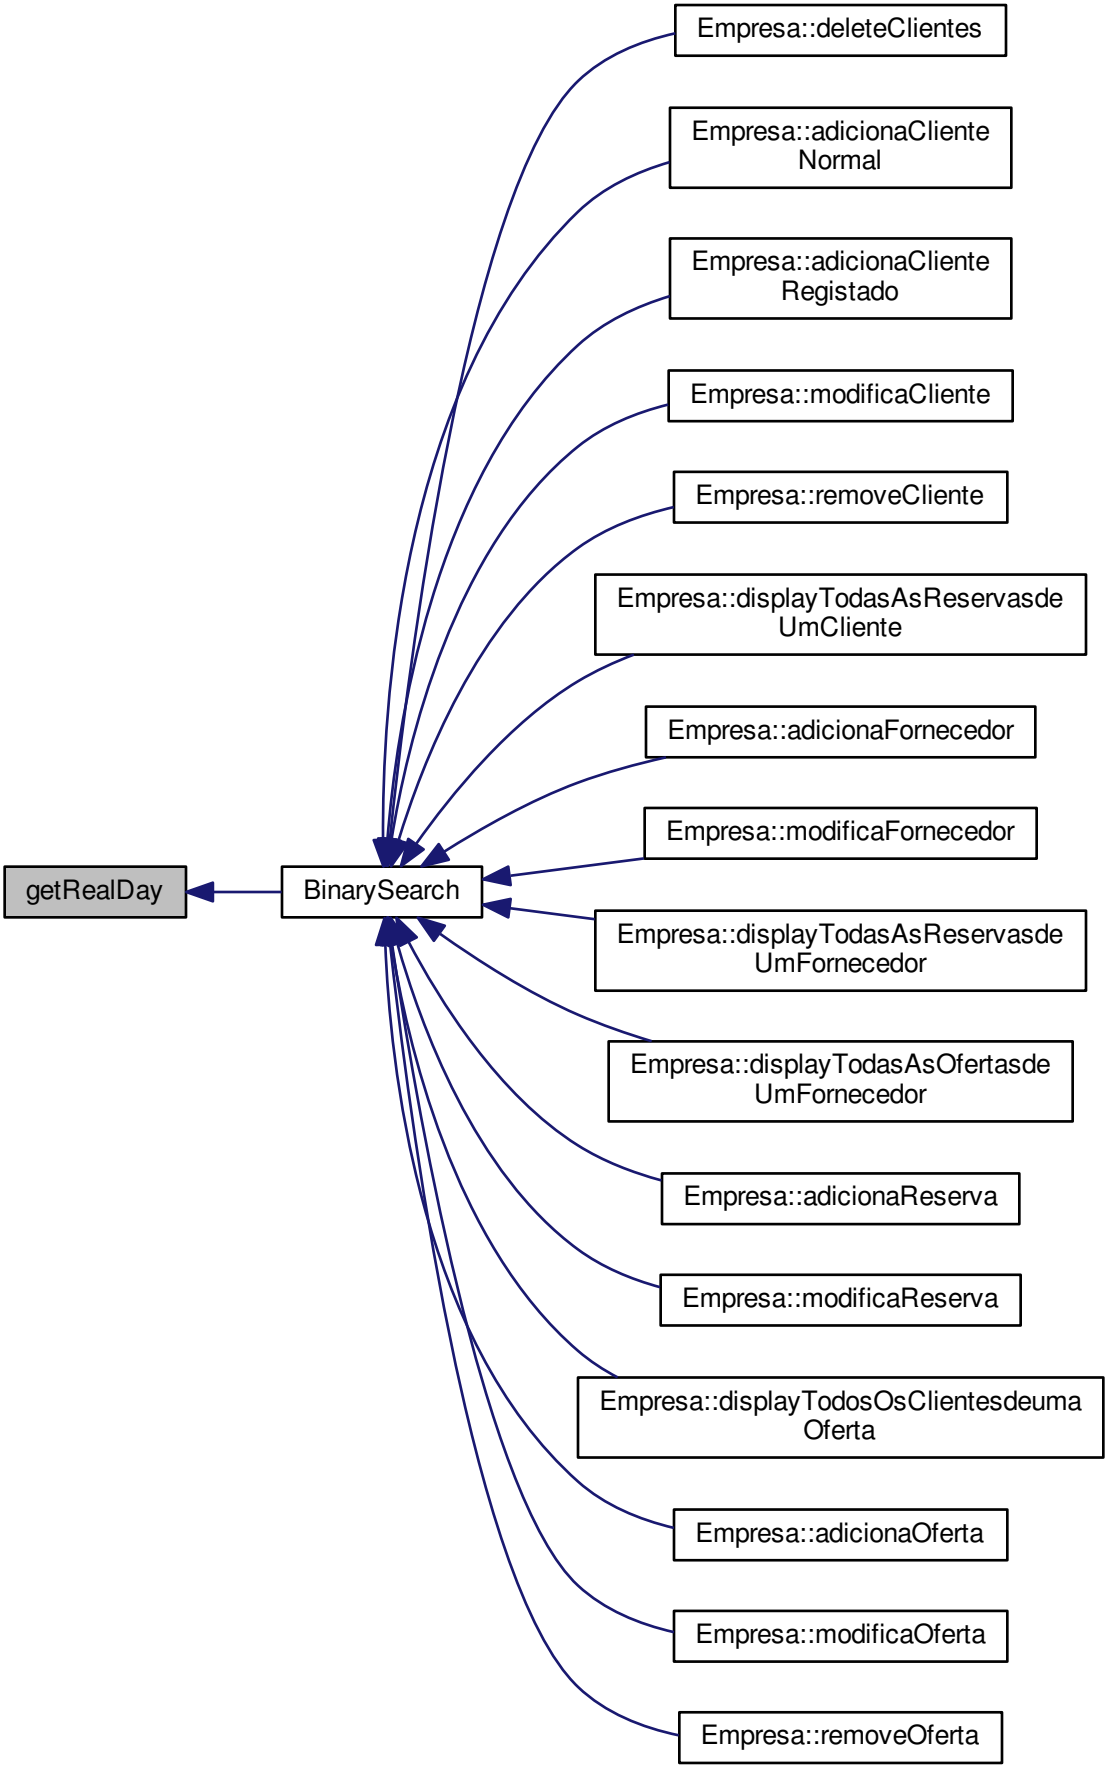 Empresa::deleteClientes
Empresa::adicionaCliente
Normal
Empresa::adicionaCliente
Registado
Empresa::modificaCliente
Empresa::removeCliente
Empresa::displayTodasAsReservasde
UmCliente
Empresa::adicionaFornecedor
Empresa::modificaFornecedor
getRealDay
BinarySearch
Empresa::displayTodasAsReservasde
UmFornecedor
Empresa::displayTodasAsOfertasde
UmFornecedor
Empresa::adicionaReserva
Empresa::modificaReserva
Empresa::displayTodosOsClientesdeuma
Oferta
Empresa::adicionaOferta
Empresa::modificaOferta
Empresa::removeOferta